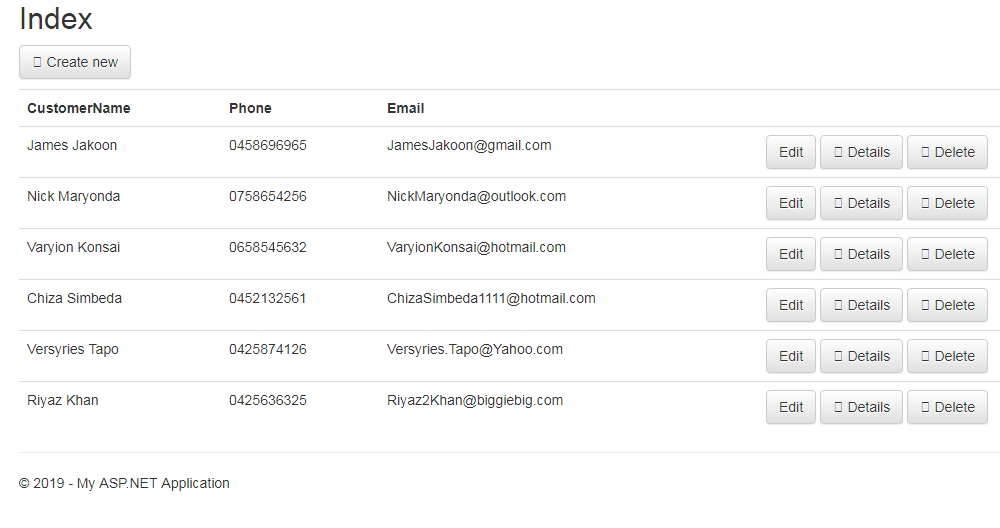 Index
Create new
CustomerName Phone Email
James Jakoon 0458696965 JamesJakoon@gmail.com Edit Details Delete
Nick Maryonda 0758654256 NickMaryonda@outlook.com Edit Details Delete
Varyion Konsai 0658545632 VaryionKonsai@hotmail.com Edit Details Delete
Chiza Simbeda 0452132561 ChizaSimbeda1111@hotmail.com Edit Details Delete
Versyries Tapo 0425874126 Versyries.Tapo@Yahoo.com Edit Details Delete
Riyaz Khan 0425636325 Riyaz2Khan@biggiebig.com Edit Details Delete
© 2019 - My ASP.NET Application